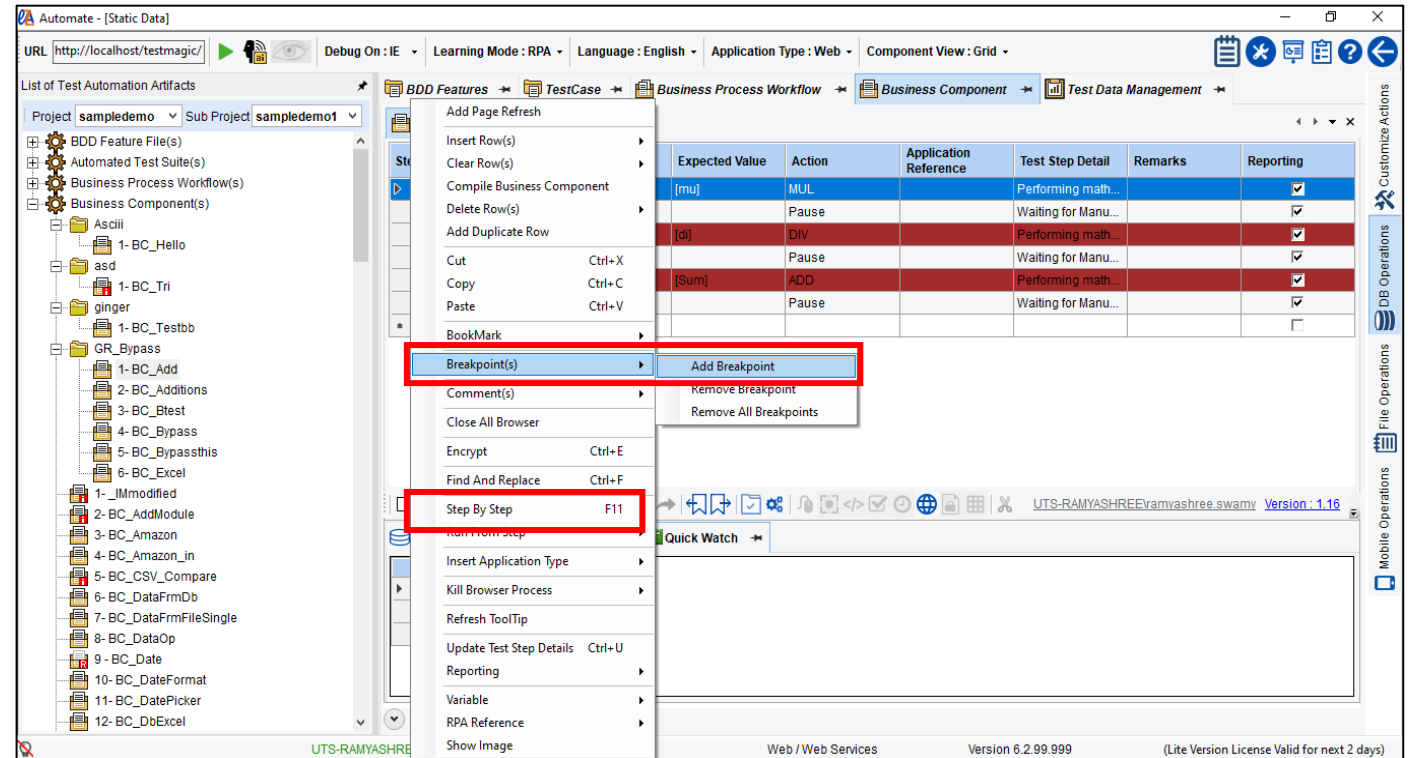 Automate - [Static Data]
URL http://localhost/testmagic/ Debug On : IE Learning Mode : RPA Language : English Application Type : Web Component View : Grid
List of Test Automation Artifacts
Project sampledemo Sub Project sampledemo1
BDD Feature File(s)
Automated Test Suite(s)
Business Process Workflow(s)
Business Component(s)
Asciii
1- BC_Hello
asd
1- BC_Tri
ginger
1- BC_Testbb
GR_Bypass
1- BC_Add
2- BC_Additions
3- BC_Btest
4- BC_Bypass
5- BC_Bypassthis
6- BC_Excel
1- _IMmodified
2- BC_AddModule
3- BC_Amazon
4- BC_Amazon_in
5- BC_CSV_Compare
6- BC_DataFrmDb
7- BC_DataFrmFileSingle
8- BC_DataOp
9 - BC_Date
10- BC_DateFormat
11- BC_DatePicker
12- BC_DbExcel
BDD Features TestCase Business Process Workflow Business Component Test Data Management
Expected Value Action Application Reference Test Step Detail Remarks Reporting
[mu] MUL Performing math...
Pause Waiting for Manu...
[di] DIV Performing math...
Pause Waiting for Manu...
[Sum] ADD Performing math...
Pause Waiting for Manu...
*
Add Page Refresh
Insert Row(s)
Clear Row(s)
Compile Business Component
Delete Row(s)
Add Duplicate Row
Cut Ctrl+X
Copy Ctrl+C
Paste Ctrl+V
BookMark
Breakpoint(s)
Comment(s)
Close All Browser
Encrypt Ctrl+E
Find And Replace Ctrl+F
Step By Step F11
Run From Step
Insert Application Type
Kill Browser Process
Refresh ToolTip
Update Test Step Details Ctrl+U
Reporting
Variable
RPA Reference
Show Image
Add Breakpoint
Remove Breakpoint
Remove All Breakpoints
UTS-RAMYASHREE\ramyashree.swamy Version : 1.16
Quick Watch
Customize Actions
DB Operations
File Operations
Mobile Operations
UTS-RAMYASHRE Web / Web Services Version 6.2.99.999 (Lite Version License Valid for next 2 days)